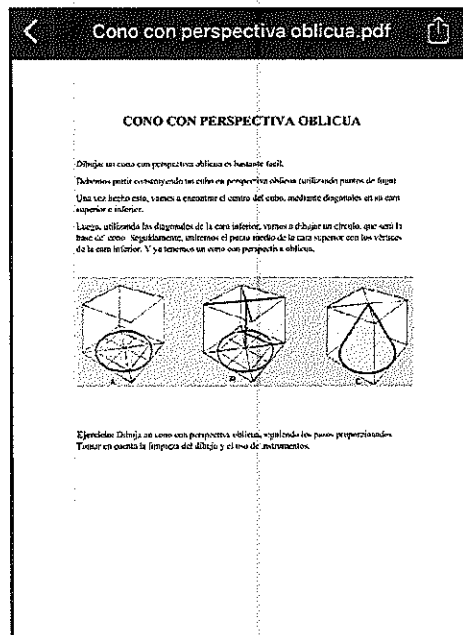 Cono con perspectiva oblicua.pdf
CONO CON PERSPECTIVA OBLICUA
Dibujar un cono con perspectiva oblicua es bastante facil.
Debemos partir construyendo un cubo en perspectiva oblicua (utilizando puntos de fuga)
Una vez hecho esto, vamos a encontrar el centro del cubo, mediante diagonales en su cara
superior e inferior.
Luego, utilizando las diagonales de la cara inferior, vamos a dibujar un circulo, que será la
base del cono. Seguidamente, uniremos el punto medio de la cara superior con los vértices
de la cara inferior. Y ya tenemos un cono con perspectiva oblicua.
A B C
Ejercicio: Dibuja un cono con perspectiva oblicua, siguiendo los pasos proporcionados.
Tomar en cuenta la limpieza del dibujo y el uso de instrumentos.